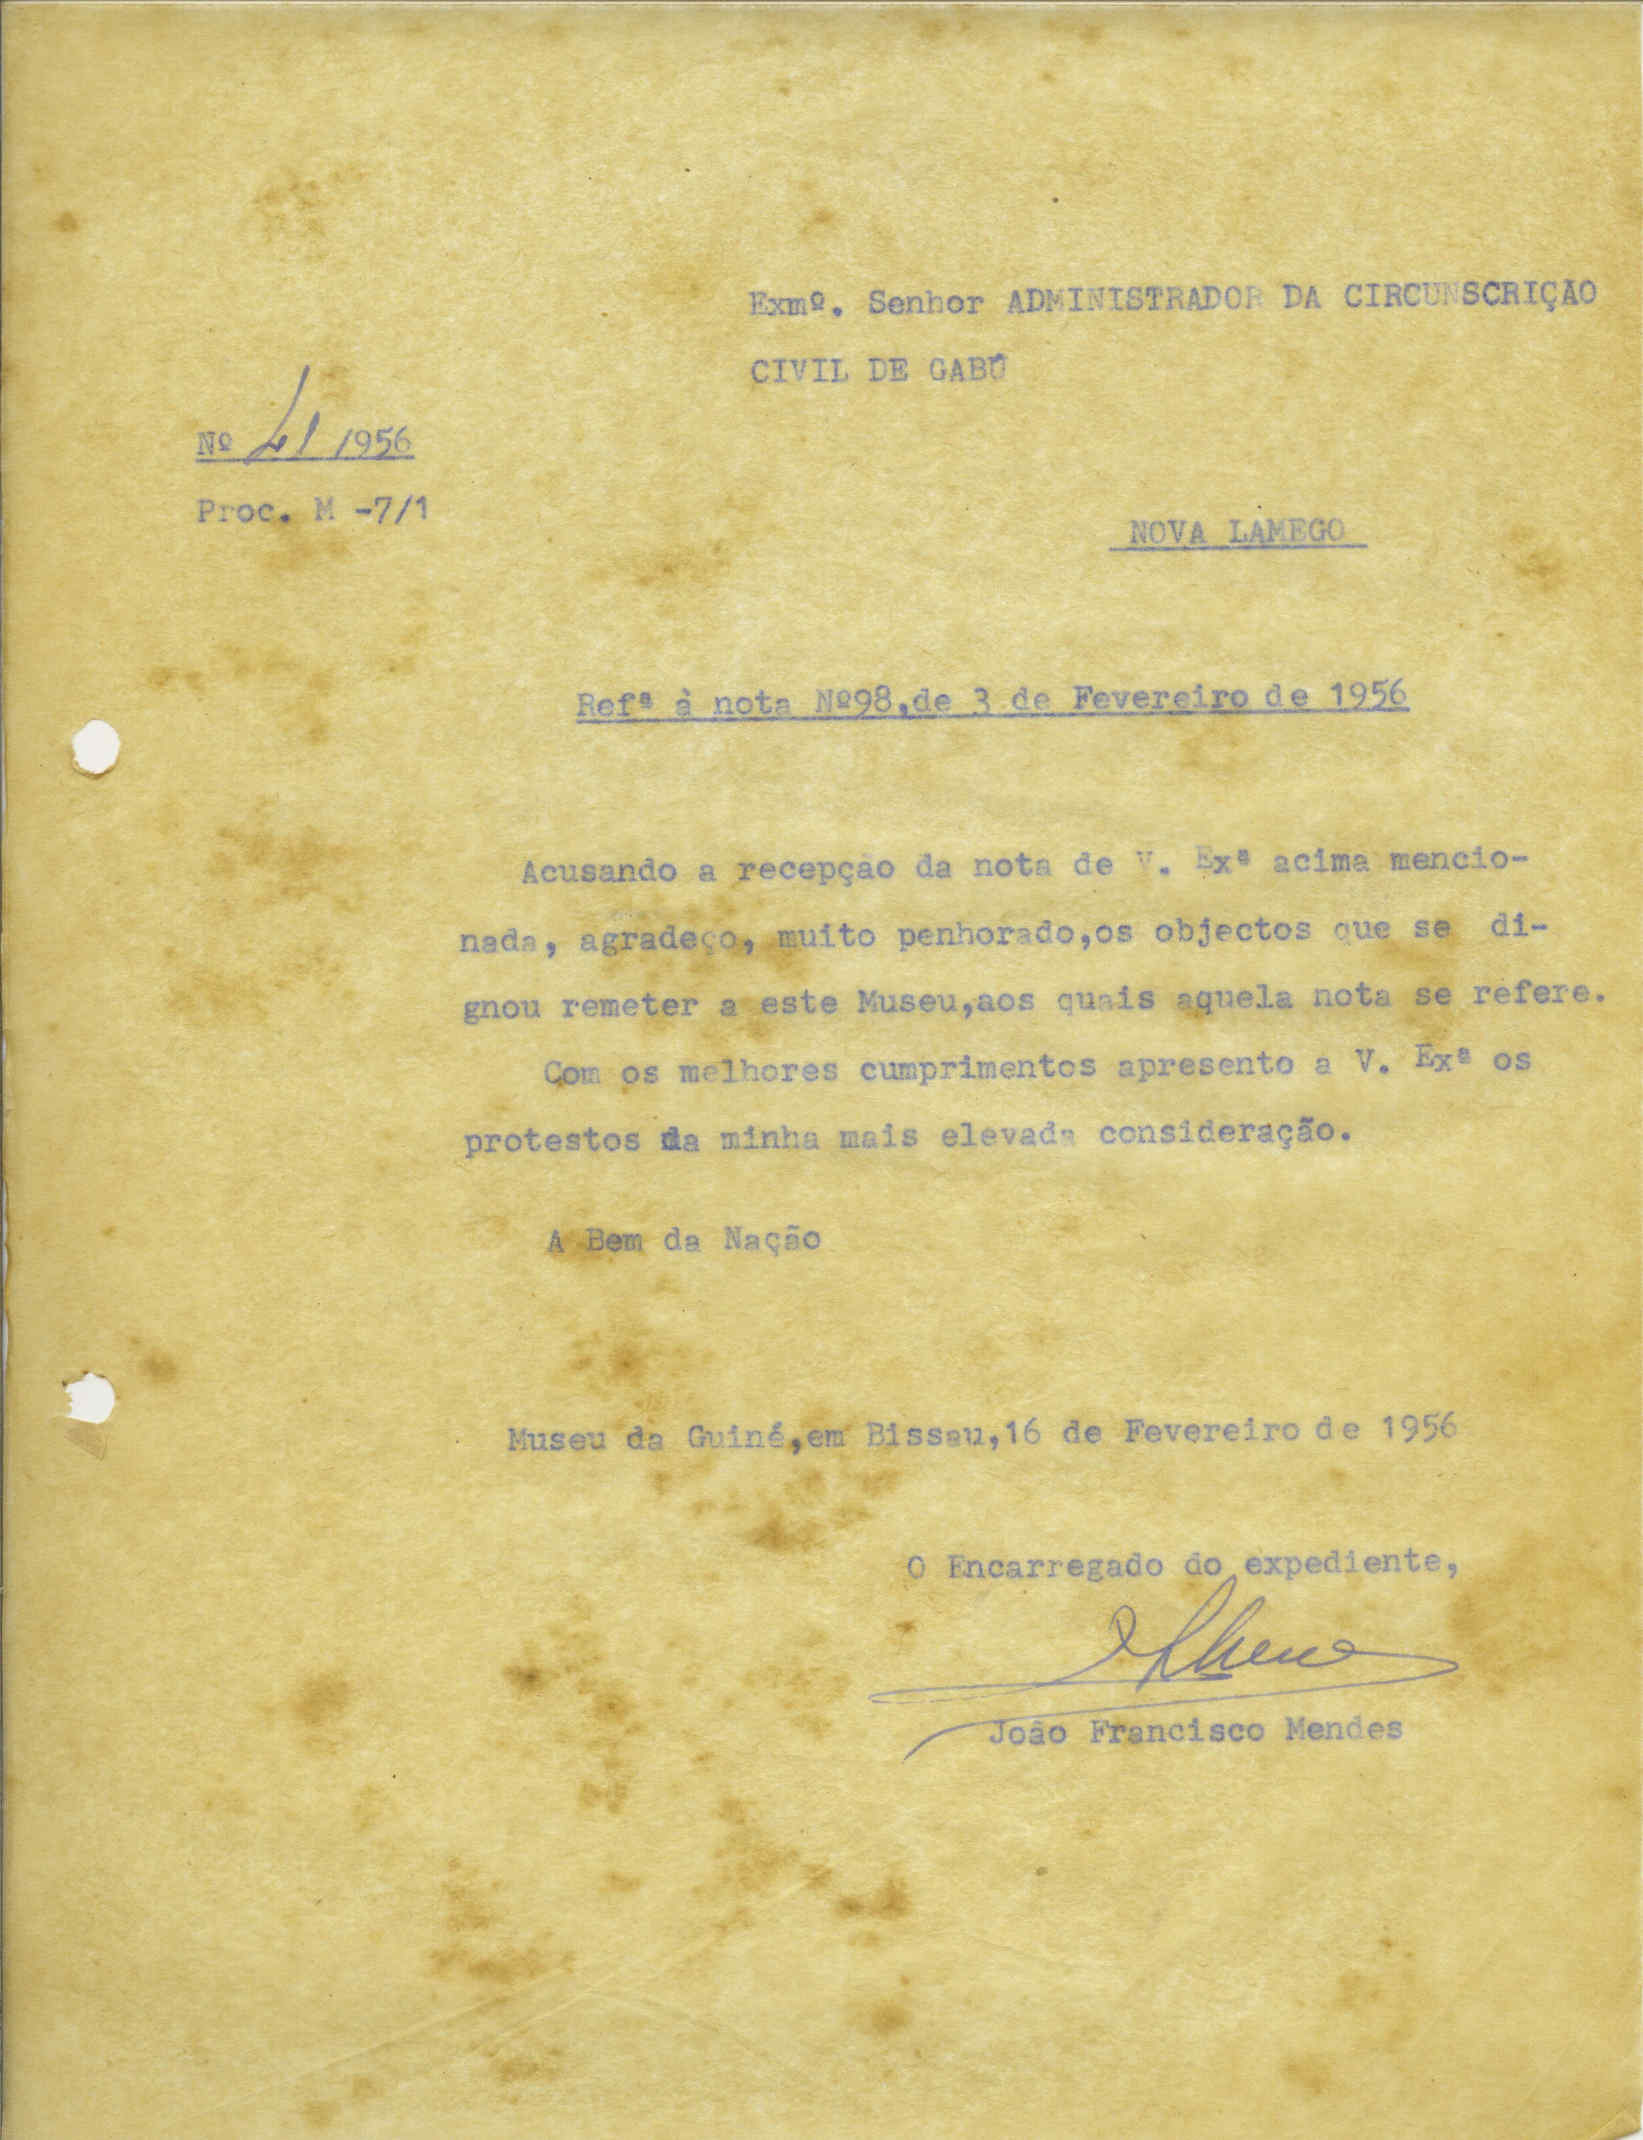 Exmº. Senhor ADMINISTRADOR DA CIRCUNSCRIÇÃO
CIVIL DE GABÚ
Nº 41 /956
Proc. M -7/1
NOVA LAMEGO
Refª à nota Nº98,de 3 de Fevereiro de 1956
Acusando a recepção da nota de V. Exª acima mencio-
nada, agradeço, muito penhorado,os objectos que se di-
gnou remeter a este Museu,aos quais aquela nota se refere.
Com os melhores cumprimentos apresento a V. Exª os
protestos da minha mais elevada consideração.
A Bem da Nação
Museu da Guiné,em Bissau,16 de Fevereiro de 1956
O Encarregado do expediente,
João Francisco Mendes